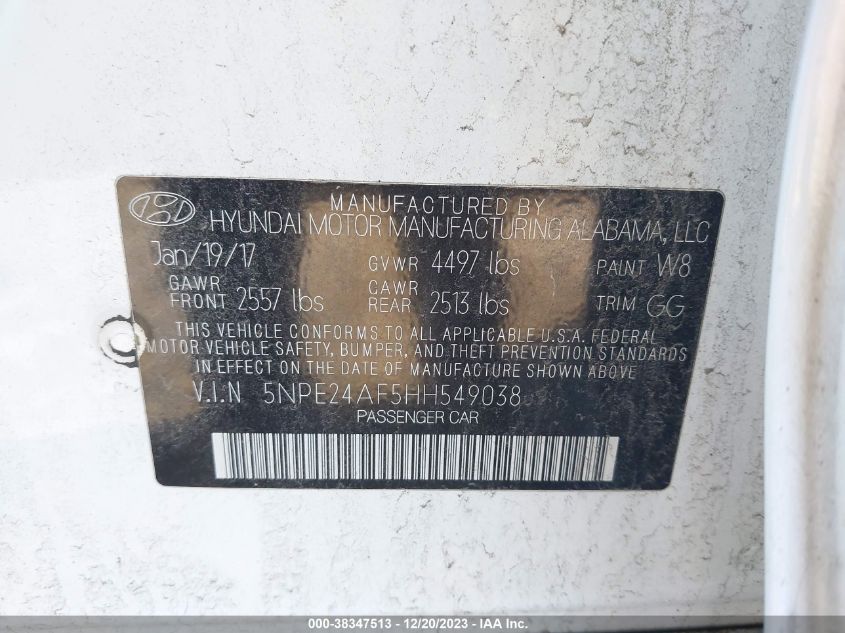 MANUFACTURED BY
HYUNDAI MOTOR MANUFACTURING ALABAMA, LLC
Jan/19/17 GVWR 4497 lbs PAINT W8
GAWR FRONT 2557 lbs GAWR REAR 2513 lbs TRIM GG
THIS VEHICLE CONFORMS TO ALL APPLICABLE U.S.A. FEDERAL
MOTOR VEHICLE SAFETY, BUMPER, AND THEFT PREVENTION STANDARDS
IN EFFECT ON THE DATE OF MANUFACTURE SHOWN ABOVE.
V.I.N 5NPE24AF5HH549038
PASSENGER CAR
000-38347513 - 12/20/2023 - IAA Inc.